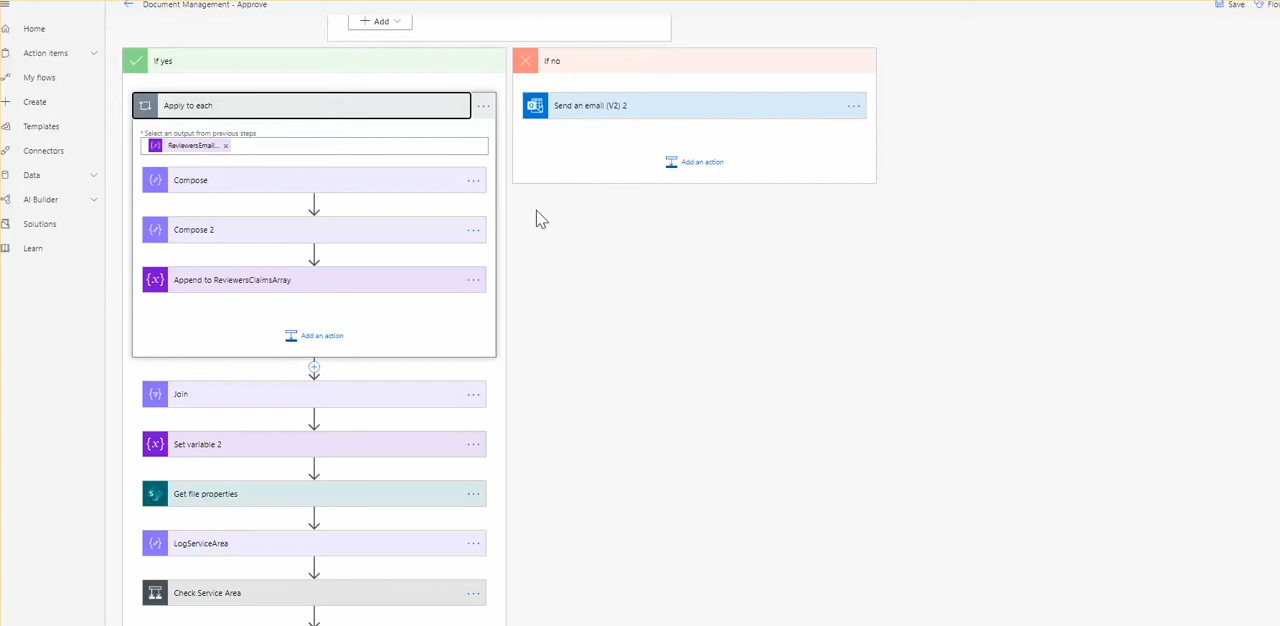 Document Management - Approve
Save
Flow
Home
Action items
My flows
Create
Templates
Connectors
Data
AI Builder
Solutions
Learn
Add
If yes
Apply to each
* Select an output from previous steps
ReviewersEmail... x
Compose
Compose 2
Append to ReviewersClaimsArray
Add an action
Join
Set variable 2
Get file properties
LogServiceArea
Check Service Area
If no
Send an email (V2) 2
Add an action